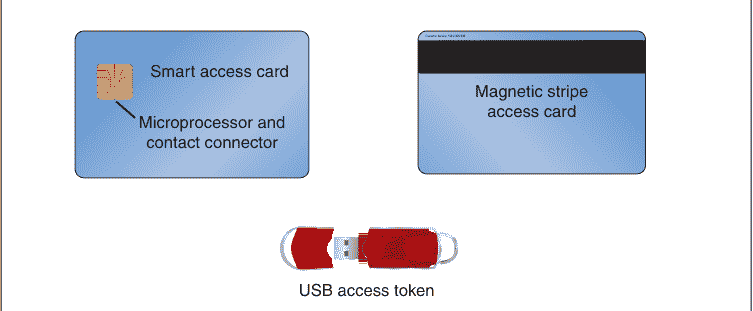 Smart access card
Microprocessor and
contact connector
Magnetic stripe
access card
USB access token